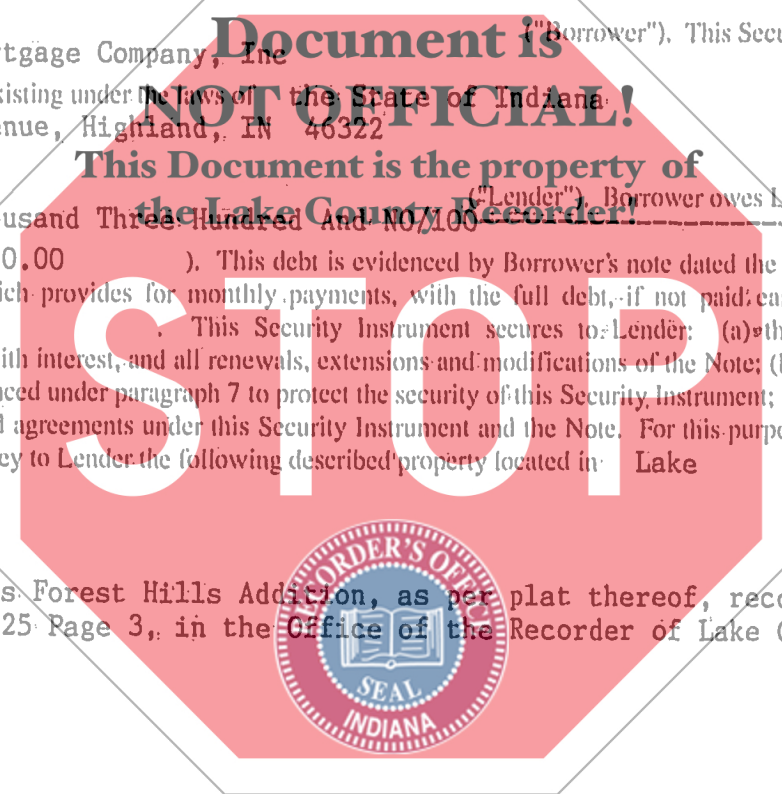 Document is
("Borrower"). This Secu
rtgage Company, Inc
xisting under the laws of the State of Indiana
NOT OFFICIAL!
enue, Highland, IN 46322
This Document is the property of
("Lender"). Borrower owes L
the Lake County Recorder!
usand Three Hundred And NO/100
0.00 ). This debt is evidenced by Borrower's note dated the
ich provides for monthly payments, with the full debt, if not paid ea
. This Security Instrument secures to Lender: (a) th
ith interest, and all renewals, extensions and modifications of the Note; (b
nced under paragraph 7 to protect the security of this Security Instrument;
d agreements under this Security Instrument and the Note. For this purpo
ey to Lender the following described property located in Lake
STOP
s Forest Hills Addition, as per plat thereof, reco
25 Page 3, in the Office of the Recorder of Lake C
RECORDER'S OFFICE
SEAL
INDIANA